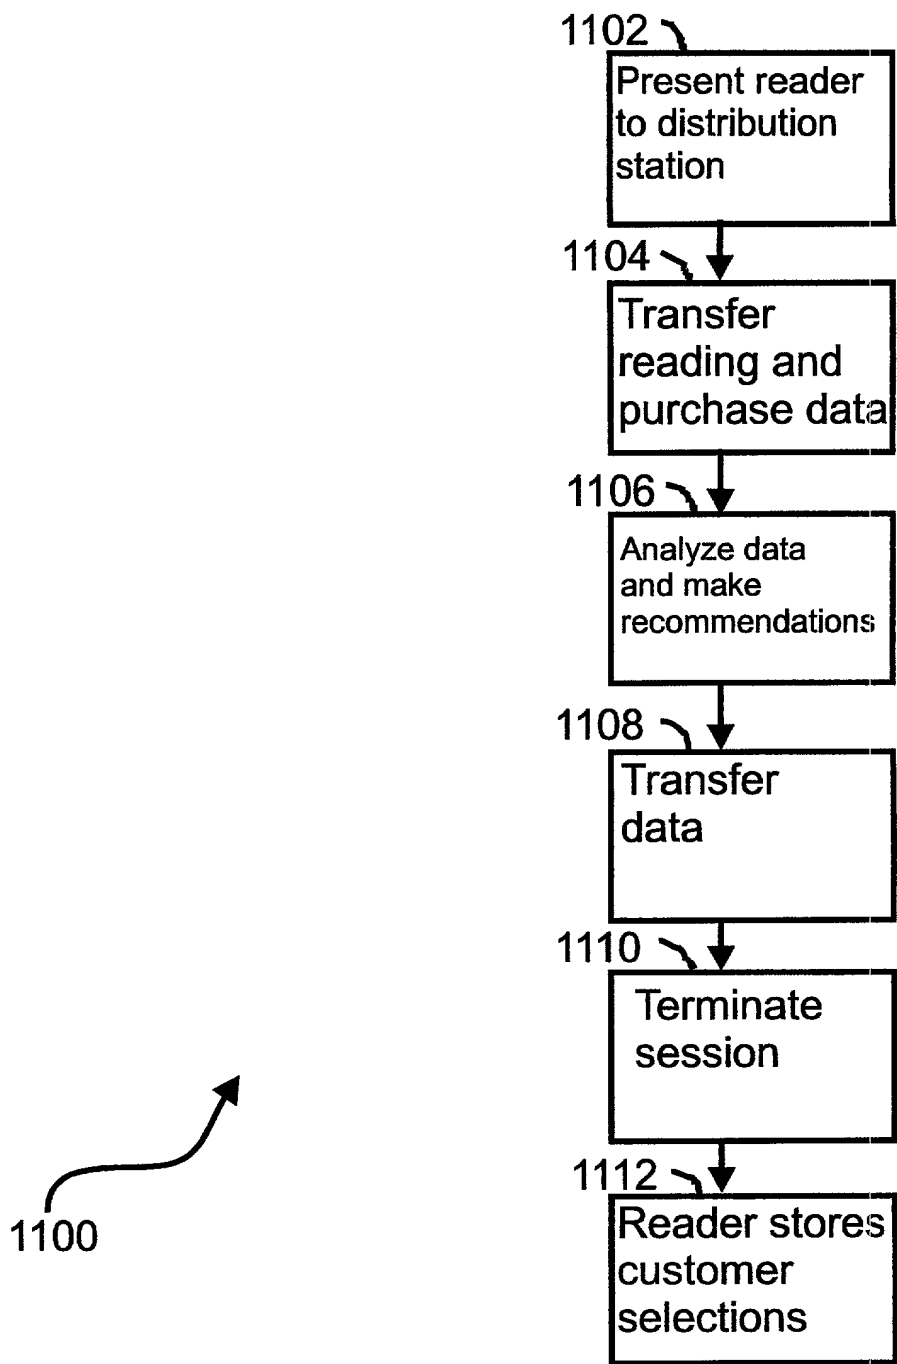 1102
Present reader
to distribution
station
1104
Transfer
reading and
purchase data
1106
Analyze data
and make
recommendations
1108
Transfer
data
1110
Terminate
session
1112
Reader stores
customer
selections
1100